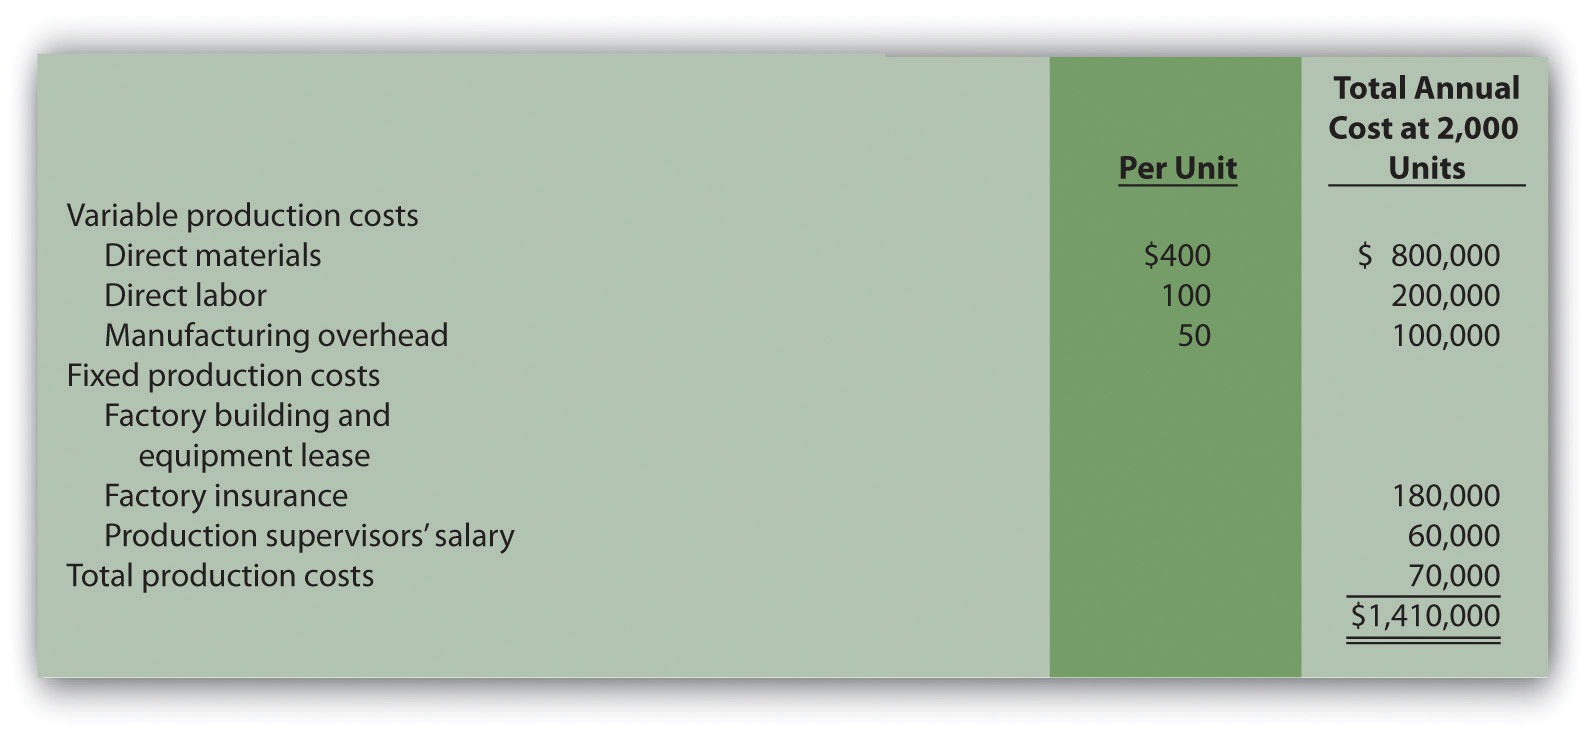 Total Annual
Cost at 2,000
Per Unit Units
Variable production costs
Direct materials $400 $ 800,000
Direct labor 100 200,000
Manufacturing overhead 50 100,000
Fixed production costs
Factory building and
equipment lease
Factory insurance 180,000
Production supervisors’ salary 60,000
Total production costs 70,000
$1,410,000